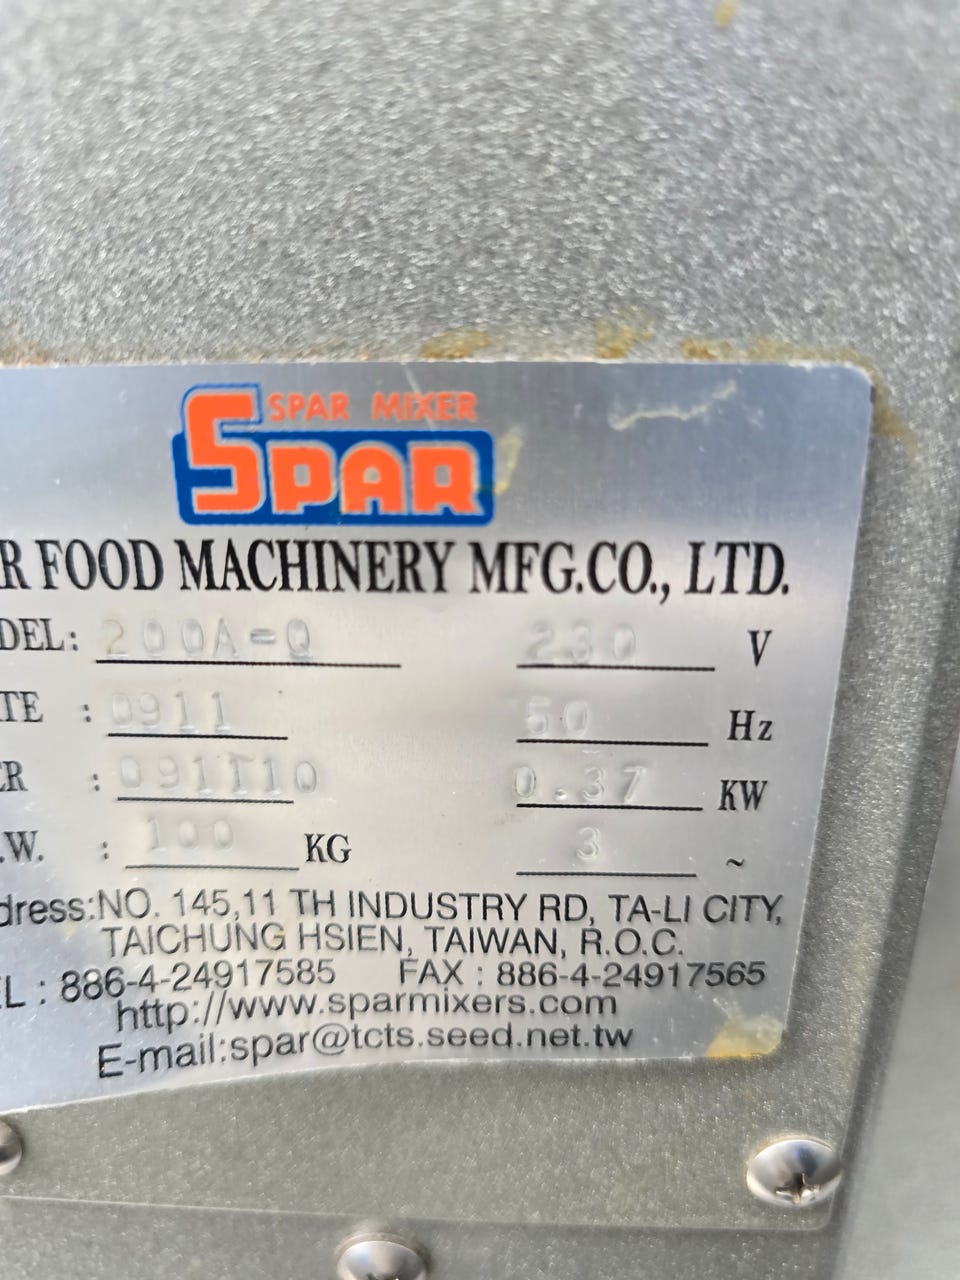 SPAR MIXER
SPAR
R FOOD MACHINERY MFG.CO., LTD.
DEL: 200A-Q 230 V
TE : 0911 50 Hz
ER : 091110 0.37 KW
.W. : 100 KG 3 ~
dress:NO. 145,11 TH INDUSTRY RD, TA-LI CITY,
TAICHUNG HSIEN, TAIWAN, R.O.C.
EL : 886-4-24917585 FAX : 886-4-24917565
http://www.sparmixers.com
E-mail:spar@tcts.seed.net.tw